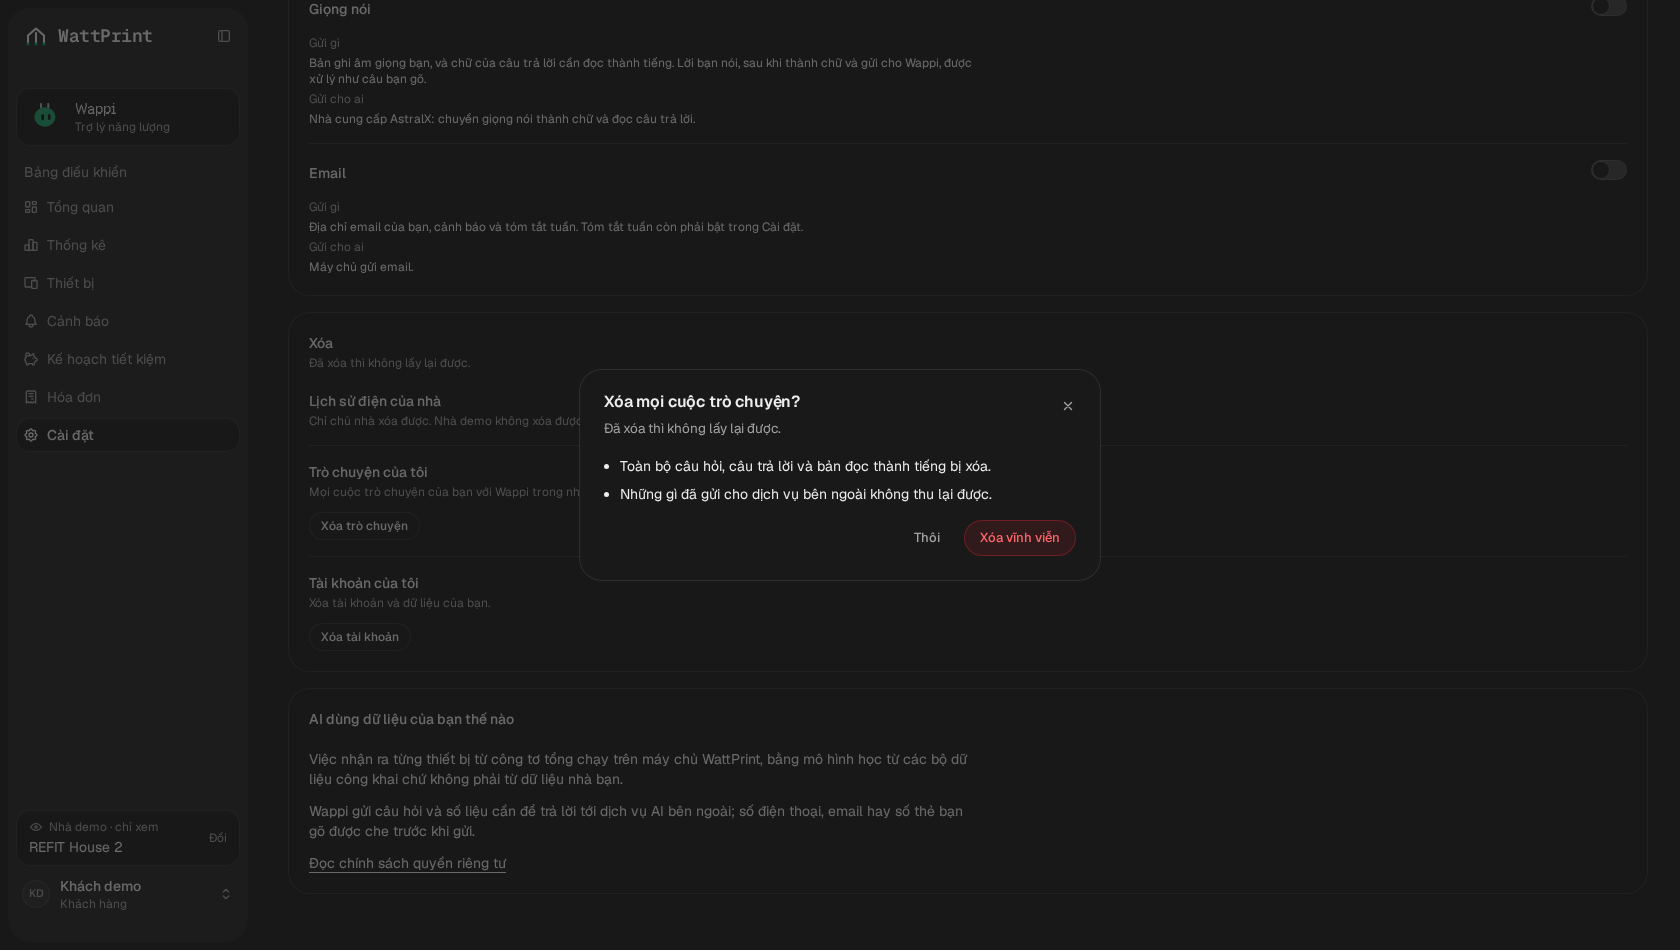 WattPrint
Wappi
Trợ lý năng lượng
Bảng điều khiển
Tổng quan
Thống kê
Thiết bị
Cảnh báo
Kế hoạch tiết kiệm
Hóa đơn
Cài đặt
Nhà demo · chỉ xem
REFIT House 2
Đổi
KD
Khách demo
Khách hàng
Giọng nói
Gửi gì
Bản ghi âm giọng bạn, và chữ của câu trả lời cần đọc thành tiếng. Lời bạn nói, sau khi thành chữ và gửi cho Wappi, được
xử lý như câu bạn gõ.
Gửi cho ai
Nhà cung cấp AstralX: chuyển giọng nói thành chữ và đọc câu trả lời.
Email
Gửi gì
Địa chỉ email của bạn, cảnh báo và tóm tắt tuần. Tóm tắt tuần còn phải bật trong Cài đặt.
Gửi cho ai
Máy chủ gửi email.
Xóa
Đã xóa thì không lấy lại được.
Lịch sử điện của nhà
Chỉ chủ nhà xóa được. Nhà demo không xóa được
Trò chuyện của tôi
Mọi cuộc trò chuyện của bạn với Wappi trong
Xóa trò chuyện
Tài khoản của tôi
Xóa tài khoản và dữ liệu của bạn.
Xóa tài khoản
Xóa mọi cuộc trò chuyện?
Đã xóa thì không lấy lại được.
Toàn bộ câu hỏi, câu trả lời và bản đọc thành tiếng bị xóa.
Những gì đã gửi cho dịch vụ bên ngoài không thu lại được.
Thôi
Xóa vĩnh viễn
AI dùng dữ liệu của bạn thế nào
Việc nhận ra từng thiết bị từ công tơ tổng chạy trên máy chủ WattPrint, bằng mô hình học từ các bộ dữ
liệu công khai chứ không phải từ dữ liệu nhà bạn.
Wappi gửi câu hỏi và số liệu cần để trả lời tới dịch vụ AI bên ngoài; số điện thoại, email hay số thẻ bạn
gõ được che trước khi gửi.
Đọc chính sách quyền riêng tư